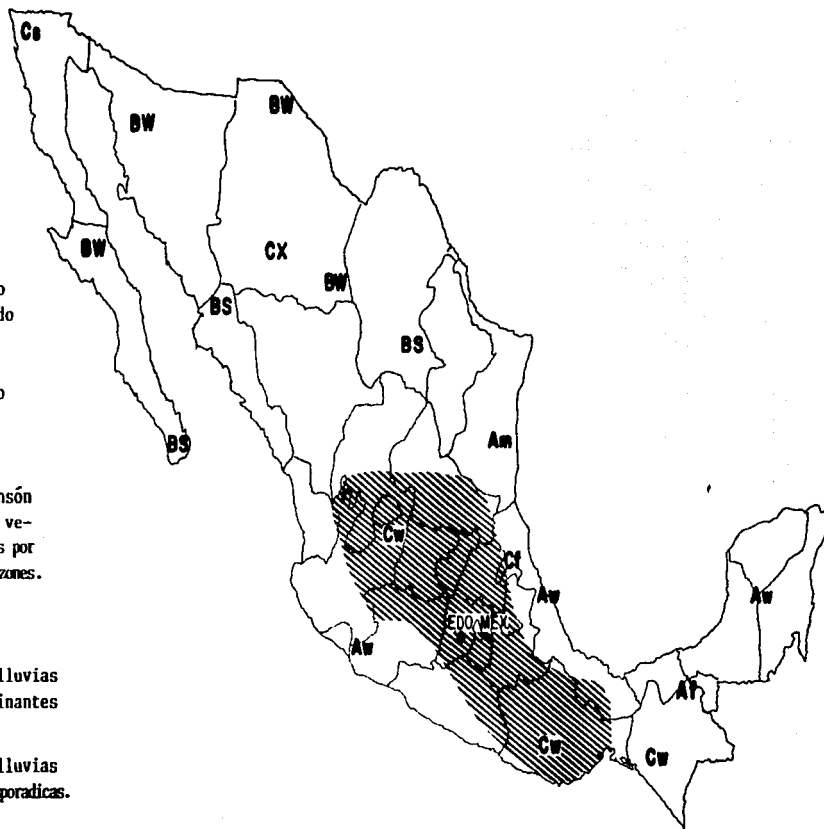 Cs
BW
BW
CX
BW
BW
BS
BS
BS
Am
Cw
Cf
Aw
Aw
EDO MEX
Aw
Cw
Af
Cw
o
do
o
nsón
ve-
s por
zones.
lluvias
inantes
lluvias
poradicas.